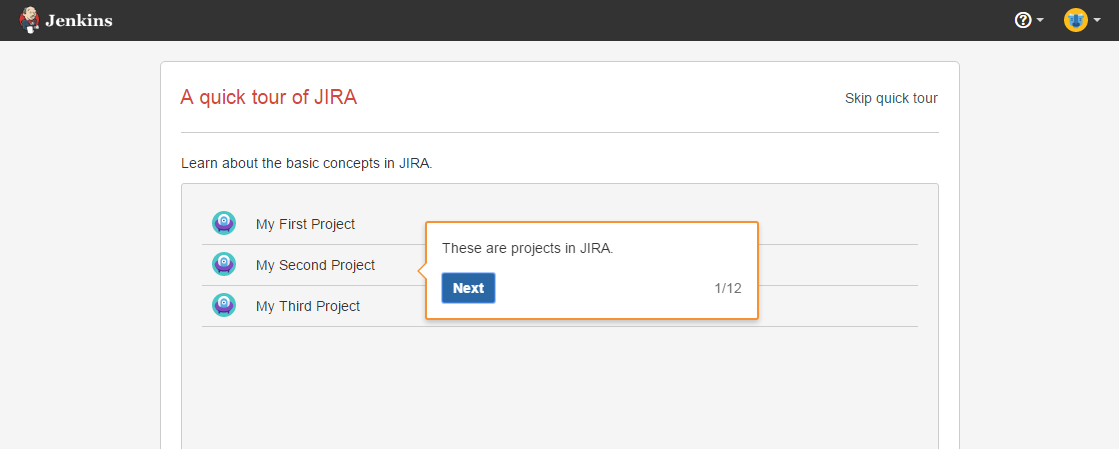 Jenkins
A quick tour of JIRA
Skip quick tour
Learn about the basic concepts in JIRA.
My First Project
My Second Project
My Third Project
These are projects in JIRA.
Next
1/12